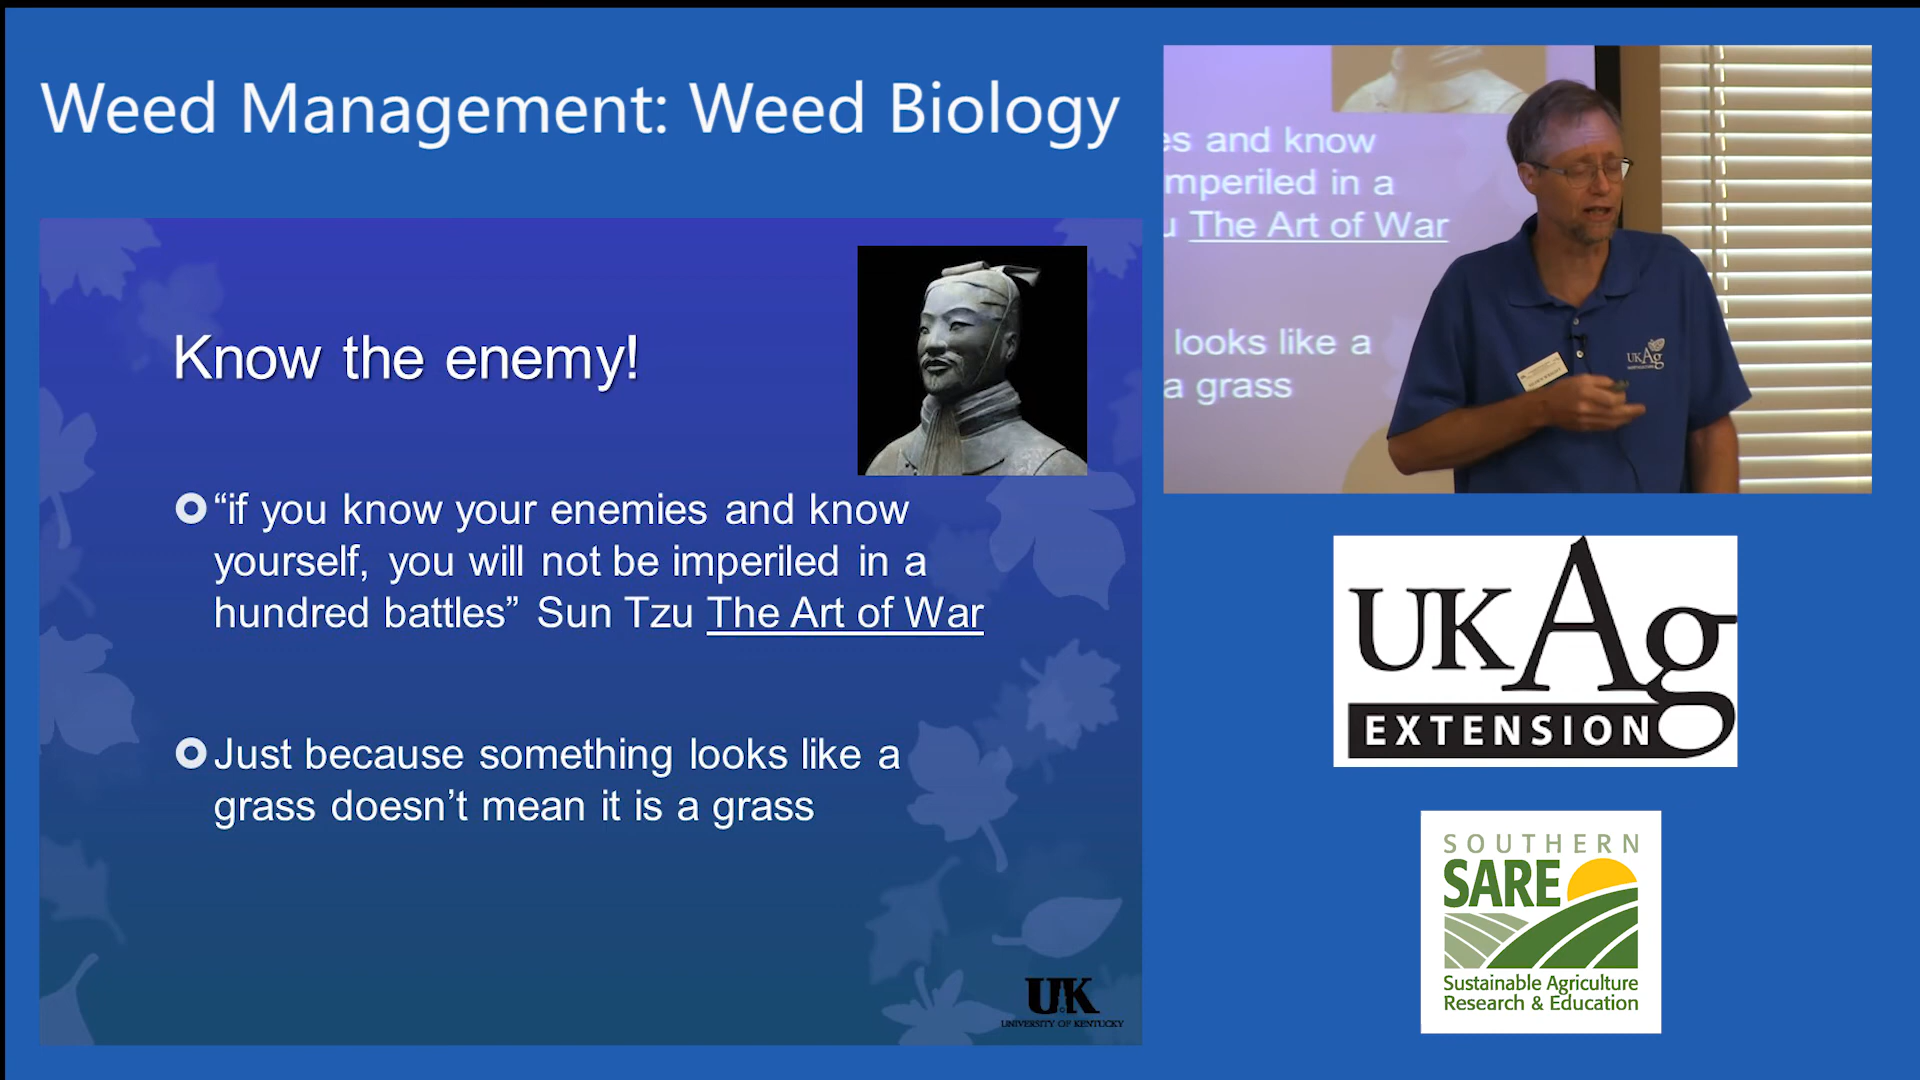 Weed Management: Weed Biology
Know the enemy!
“if you know your enemies and know
yourself, you will not be imperiled in a
hundred battles” Sun Tzu The Art of War
Just because something looks like a
grass doesn’t mean it is a grass
UK
UNIVERSITY OF KENTUCKY
es and know
mperiled in a
u The Art of War
looks like a
a grass
UKAg
UKAg
EXTENSION
SOUTHERN
SARE
Sustainable Agriculture
Research & Education